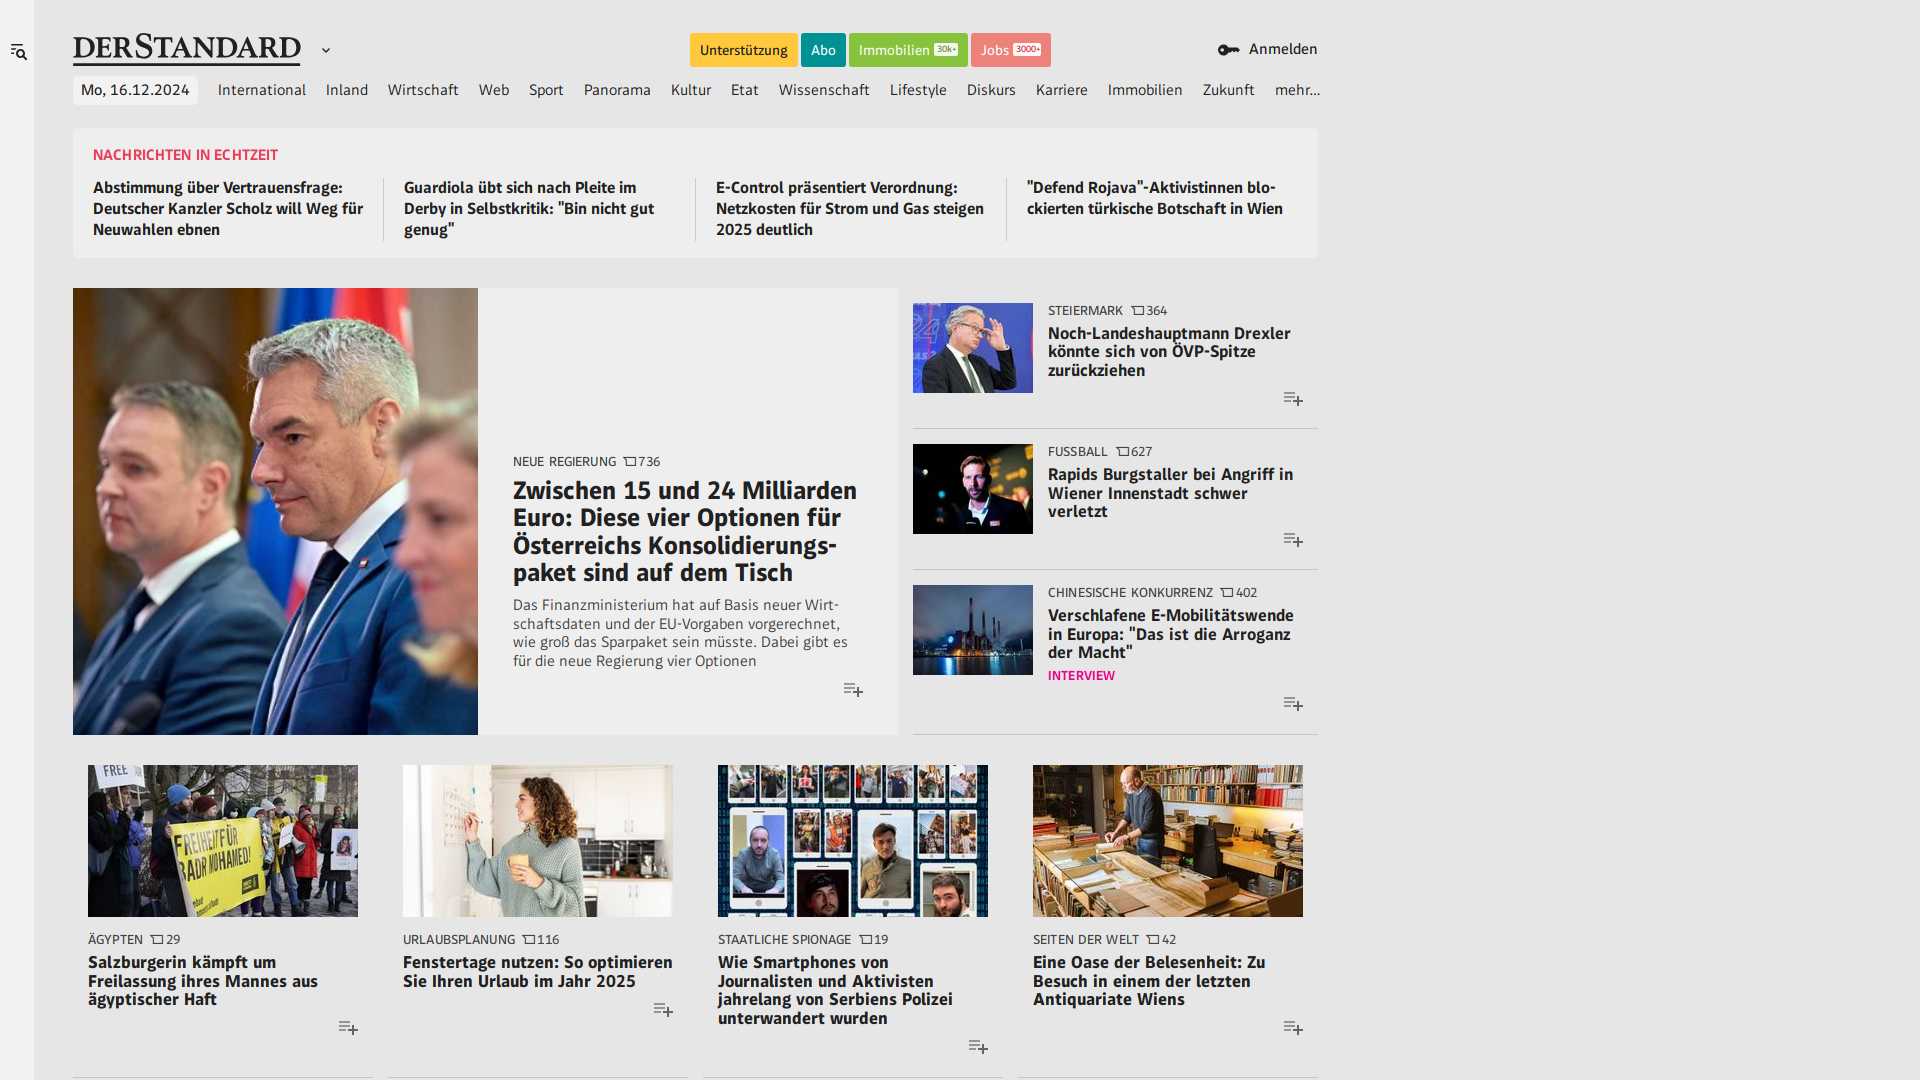 DERSTANDARD
Unterstützung
Abo
Immobilien 30k+
Jobs 3000+
Anmelden
Mo, 16.12.2024
International
Inland
Wirtschaft
Web
Sport
Panorama
Kultur
Etat
Wissenschaft
Lifestyle
Diskurs
Karriere
Immobilien
Zukunft
mehr...
NACHRICHTEN IN ECHTZEIT
Abstimmung über Vertrauensfrage:
Deutscher Kanzler Scholz will Weg für
Neuwahlen ebnen
Guardiola übt sich nach Pleite im
Derby in Selbstkritik: "Bin nicht gut
genug"
E-Control präsentiert Verordnung:
Netzkosten für Strom und Gas steigen
2025 deutlich
"Defend Rojava"-Aktivistinnen blo-
ckierten türkische Botschaft in Wien
NEUE REGIERUNG 736
Zwischen 15 und 24 Milliarden
Euro: Diese vier Optionen für
Österreichs Konsolidierungs-
paket sind auf dem Tisch
Das Finanzministerium hat auf Basis neuer Wirt-
schaftsdaten und der EU-Vorgaben vorgerechnet,
wie groß das Sparpaket sein müsste. Dabei gibt es
für die neue Regierung vier Optionen
STEIERMARK 364
Noch-Landeshauptmann Drexler
könnte sich von ÖVP-Spitze
zurückziehen
FUSSBALL 627
Rapids Burgstaller bei Angriff in
Wiener Innenstadt schwer
verletzt
CHINESISCHE KONKURRENZ 402
Verschlafene E-Mobilitätswende
in Europa: "Das ist die Arroganz
der Macht"
INTERVIEW
FREE
FREIHEIT FÜR
BADR MOHAMED!
ÄGYPTEN 29
Salzburgerin kämpft um
Freilassung ihres Mannes aus
ägyptischer Haft
URLAUBSPLANUNG 116
Fenstertage nutzen: So optimieren
Sie Ihren Urlaub im Jahr 2025
STAATLICHE SPIONAGE 19
Wie Smartphones von
Journalisten und Aktivisten
jahrelang von Serbiens Polizei
unterwandert wurden
SEITEN DER WELT 42
Eine Oase der Belesenheit: Zu
Besuch in einem der letzten
Antiquariate Wiens